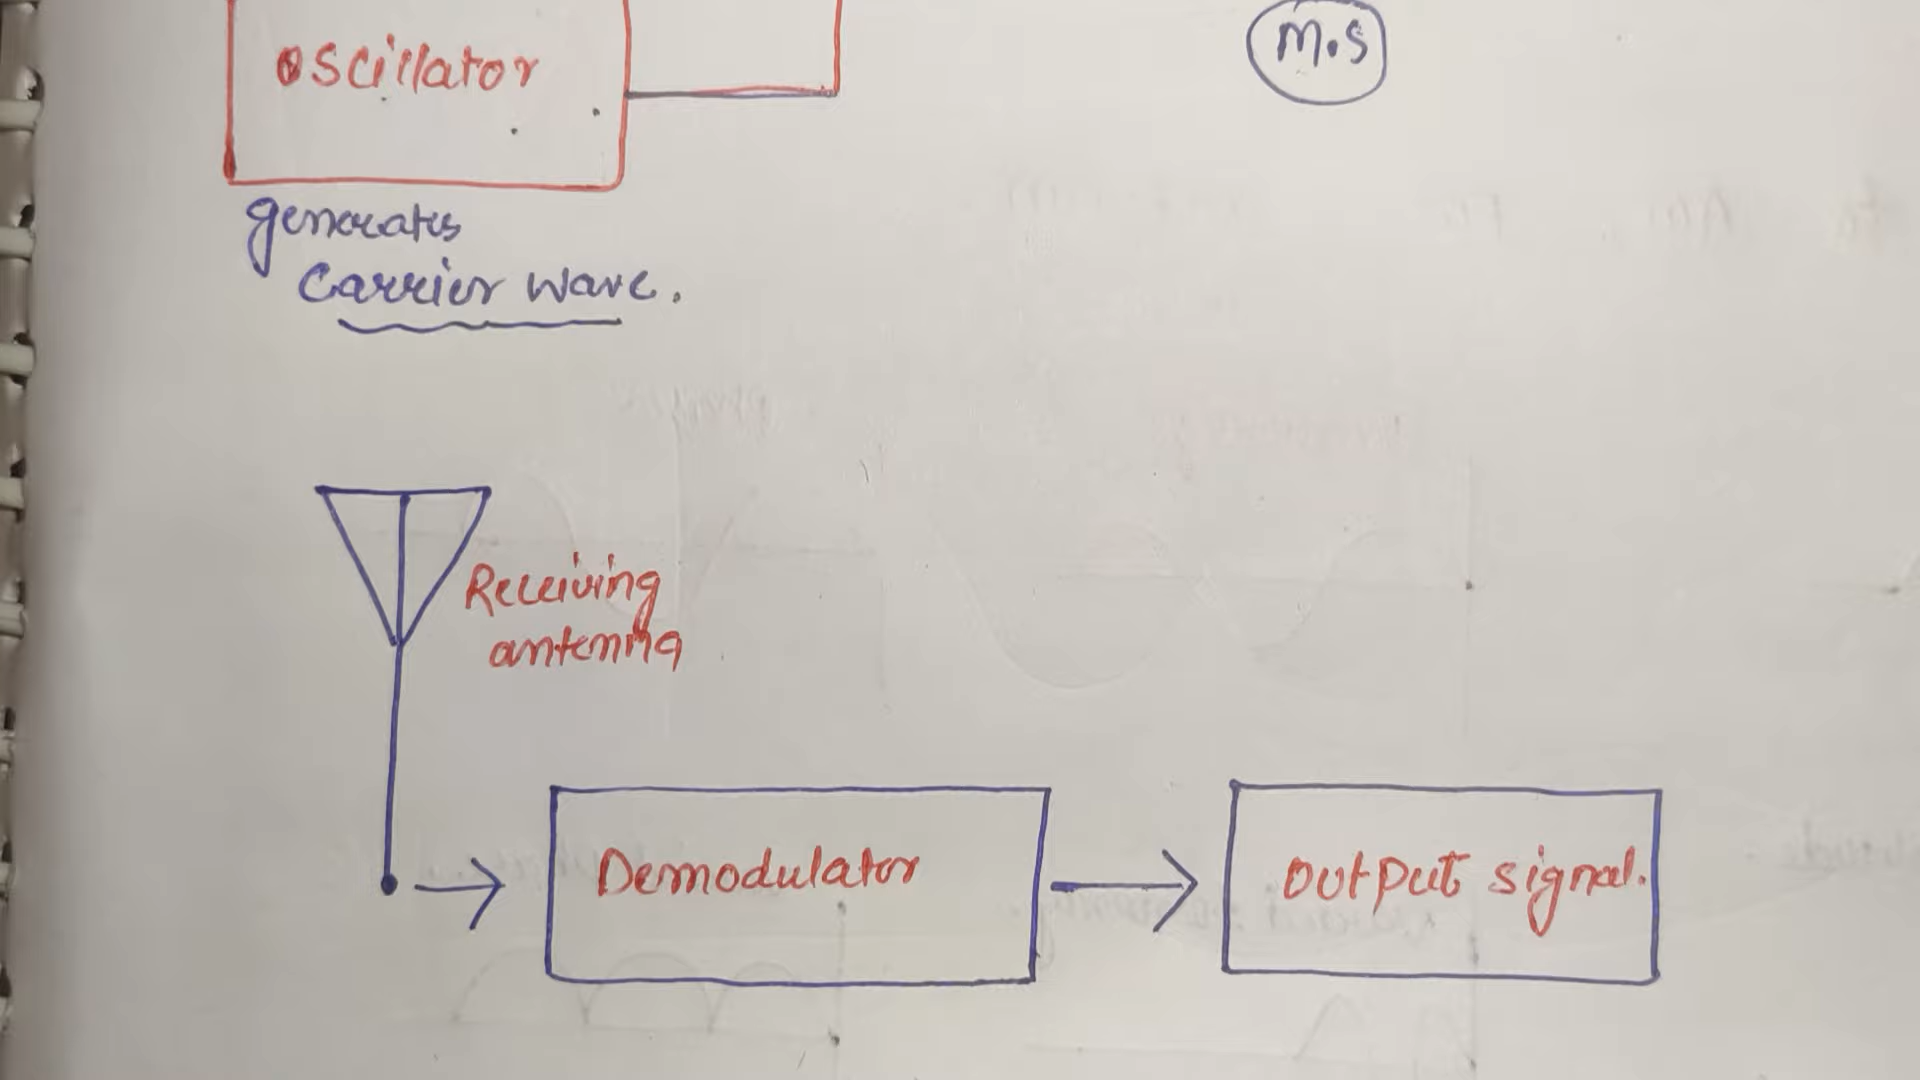 Oscillator
M.S
generates
Carrier wave.
Receiving
antenna
Demodulator
output signal.